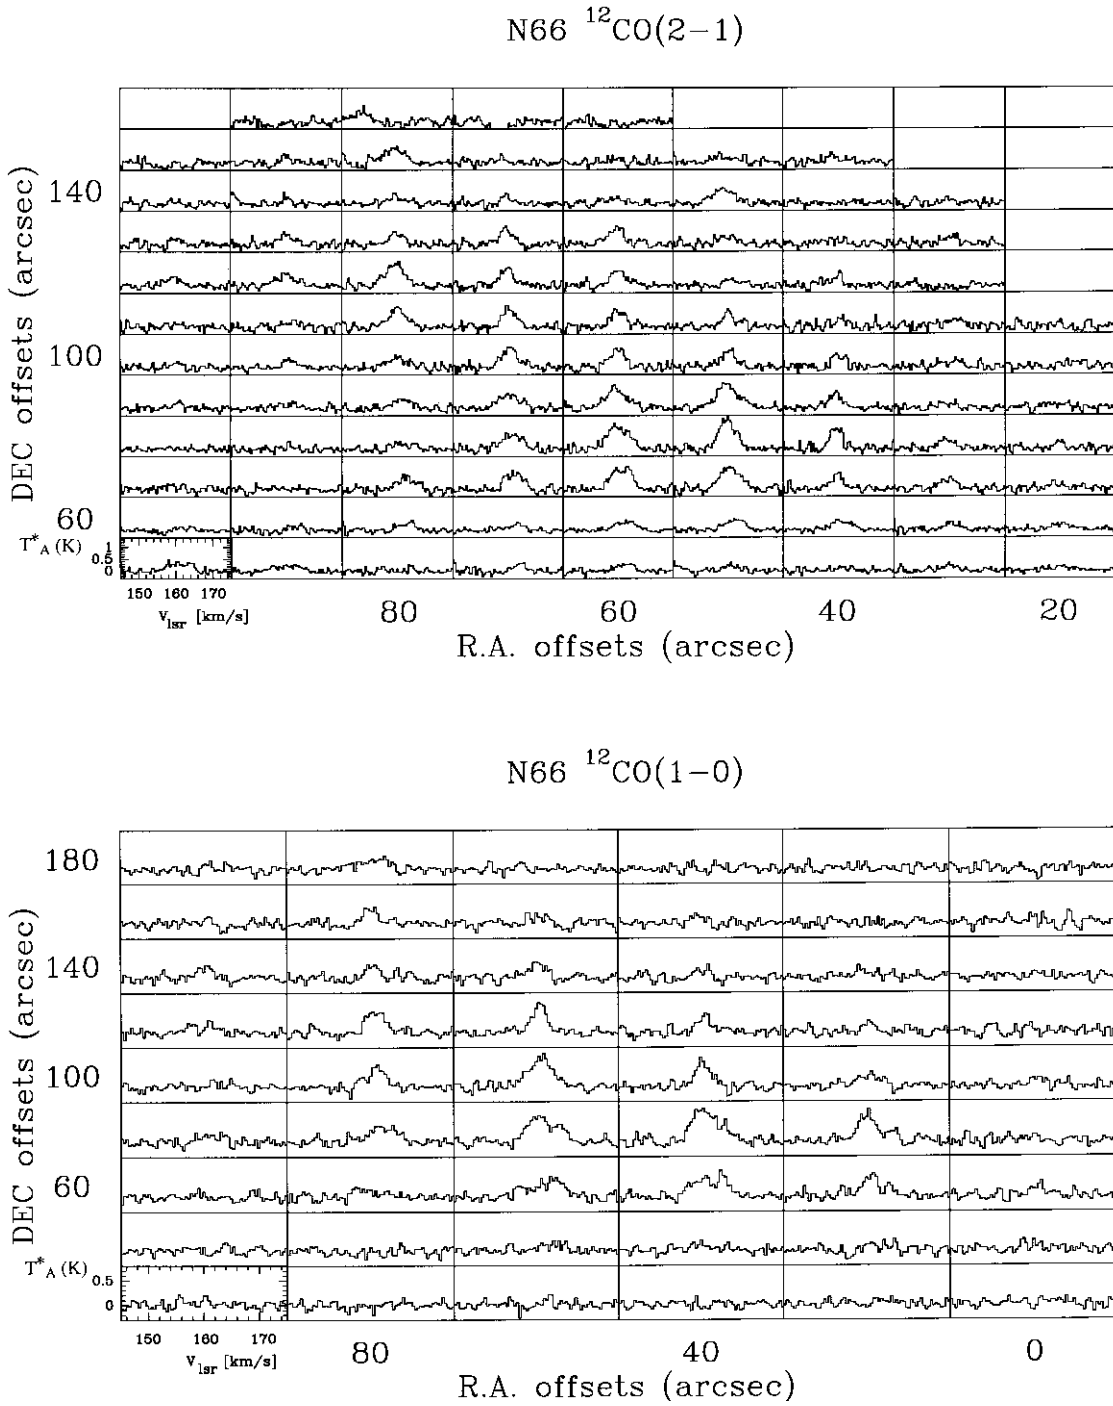 N66 ¹²CO(2−1)
DEC offsets (arcsec)
140
100
60
T*A (K)
1
0.5
0
150 160 170
Vlsr [km/s]
80 60 40 20
R.A. offsets (arcsec)
N66 ¹²CO(1−0)
DEC offsets (arcsec)
180
140
100
60
T*A (K)
0.5
0
150 160 170
Vlsr [km/s]
80 40 0
R.A. offsets (arcsec)